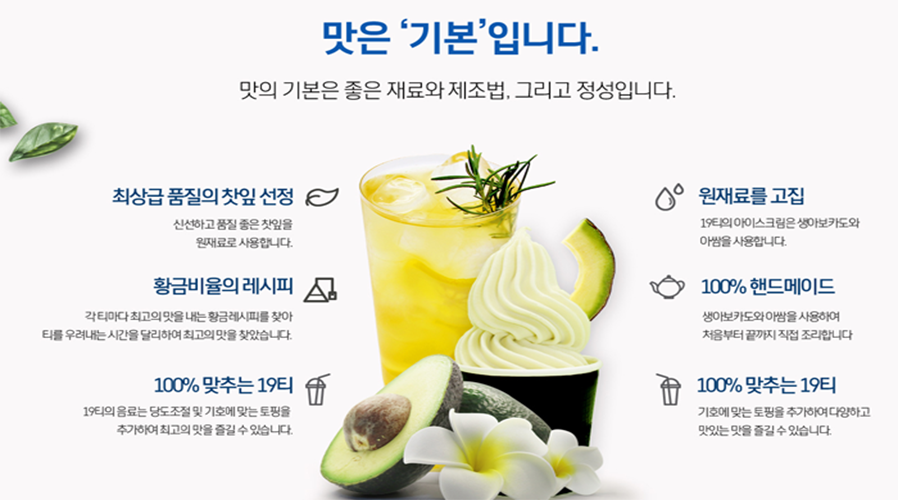 맛은 ‘기본’입니다.
맛의 기본은 좋은 재료와 제조법, 그리고 정성입니다.
최상급 품질의 찻잎 선정
신선하고 품질 좋은 찻잎을
원재료로 사용합니다.
황금비율의 레시피
각 티마다 최고의 맛을 내는 황금레시피를 찾아
티를 우려내는 시간을 달리하여 최고의 맛을 찾았습니다.
100% 맞추는 19티
19티의 음료는 당도조절 및 기호에 맞는 토핑을
추가하여 최고의 맛을 즐길 수 있습니다.
원재료를 고집
19티의 아이스크림은 생아보카도와
아쌈을 사용합니다.
100% 핸드메이드
생아보카도와 아쌈을 사용하여
처음부터 끝까지 직접 조리합니다
100% 맞추는 19티
기호에 맞는 토핑을 추가하여 다양하고
맛있는 맛을 즐길 수 있습니다.